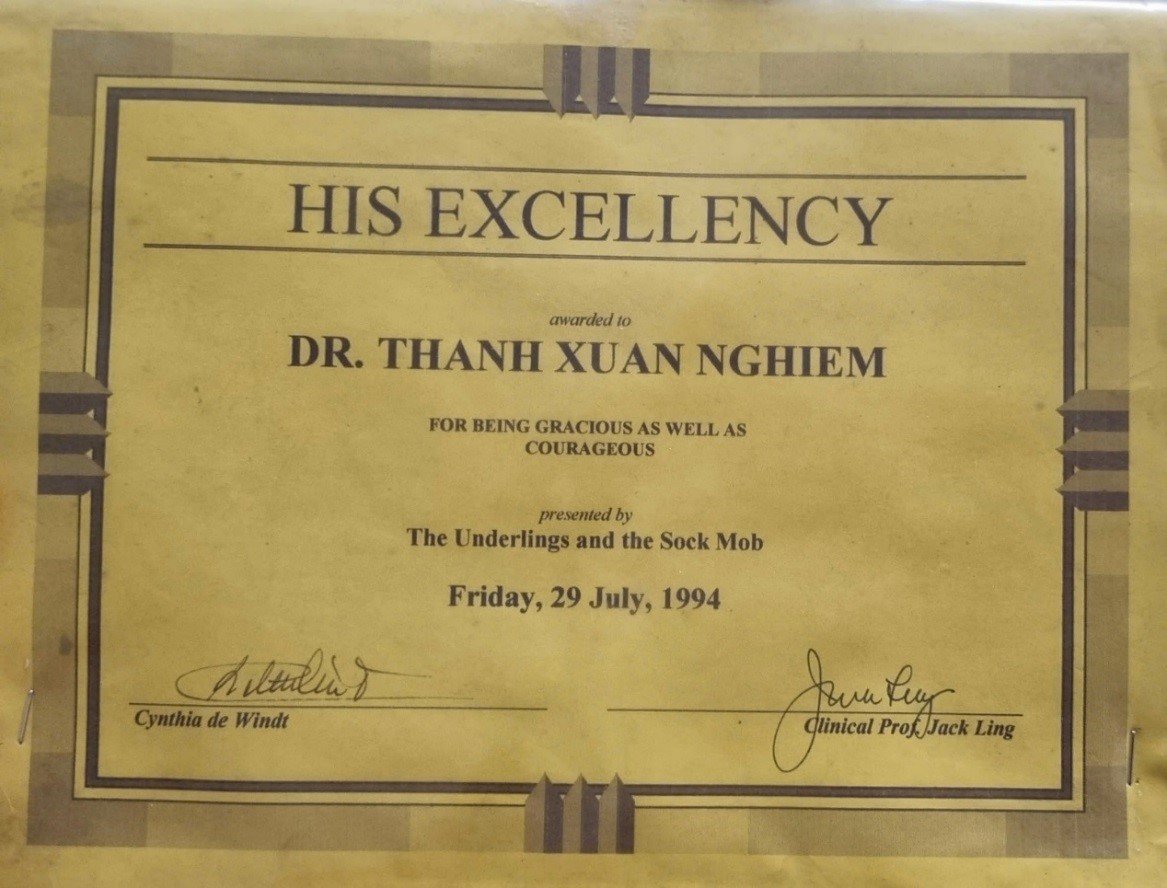 HIS EXCELLENCY
awarded to
DR. THANH XUAN NGHIEM
FOR BEING GRACIOUS AS WELL AS
COURAGEOUS
presented by
The Underlings and the Sock Mob
Friday, 29 July, 1994
Cynthia de Windt
Clinical Prof. Jack Ling